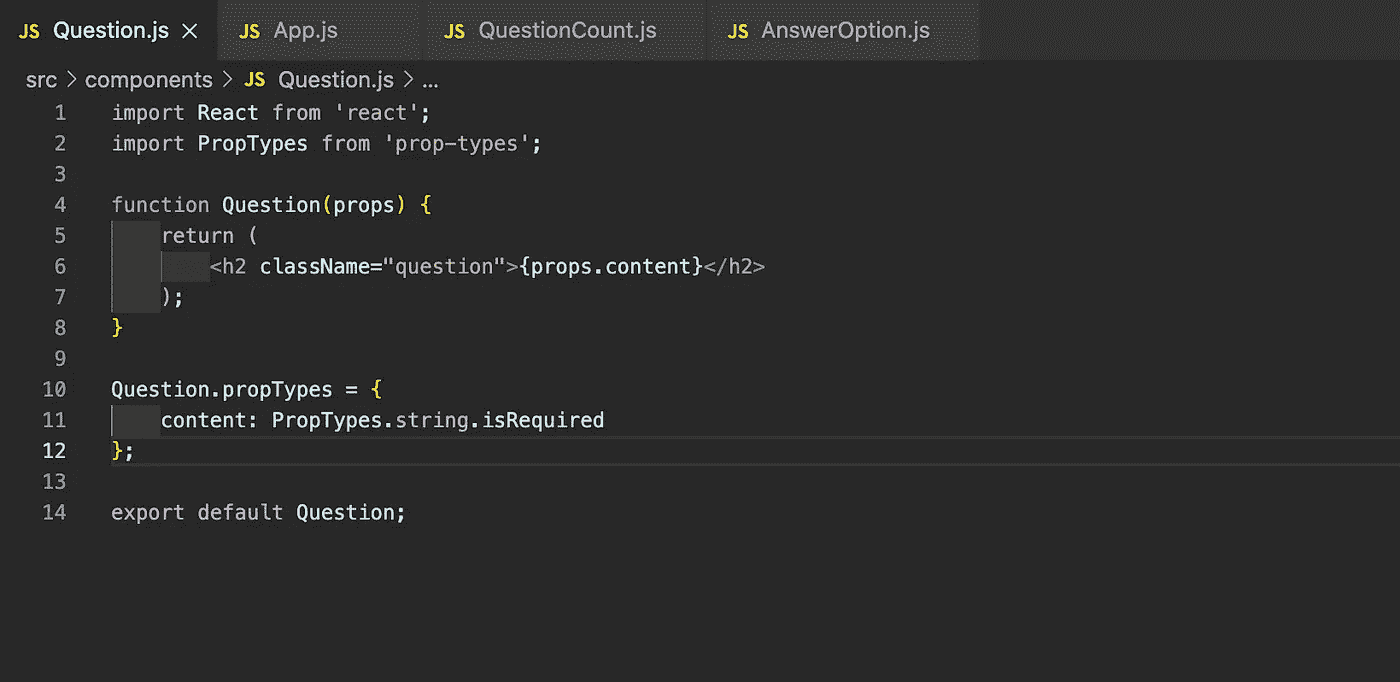 JS Question.js × JS App.js JS QuestionCount.js JS AnswerOption.js
src > components > JS Question.js > ...
1 import React from 'react';
2 import PropTypes from 'prop-types';
3
4 function Question(props) {
5     return (
6         <h2 className="question">{props.content}</h2>
7     );
8 }
9
10 Question.propTypes = {
11     content: PropTypes.string.isRequired
12 };
13
14 export default Question;